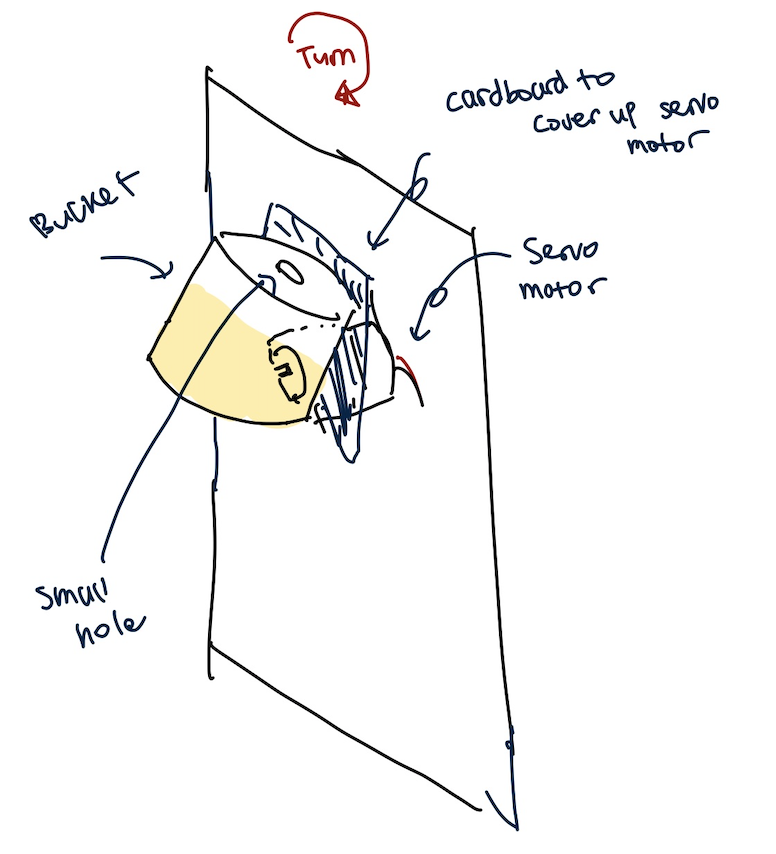 Turn
cardboard to
cover up servo
motor
Bucket
Servo
motor
small
hole